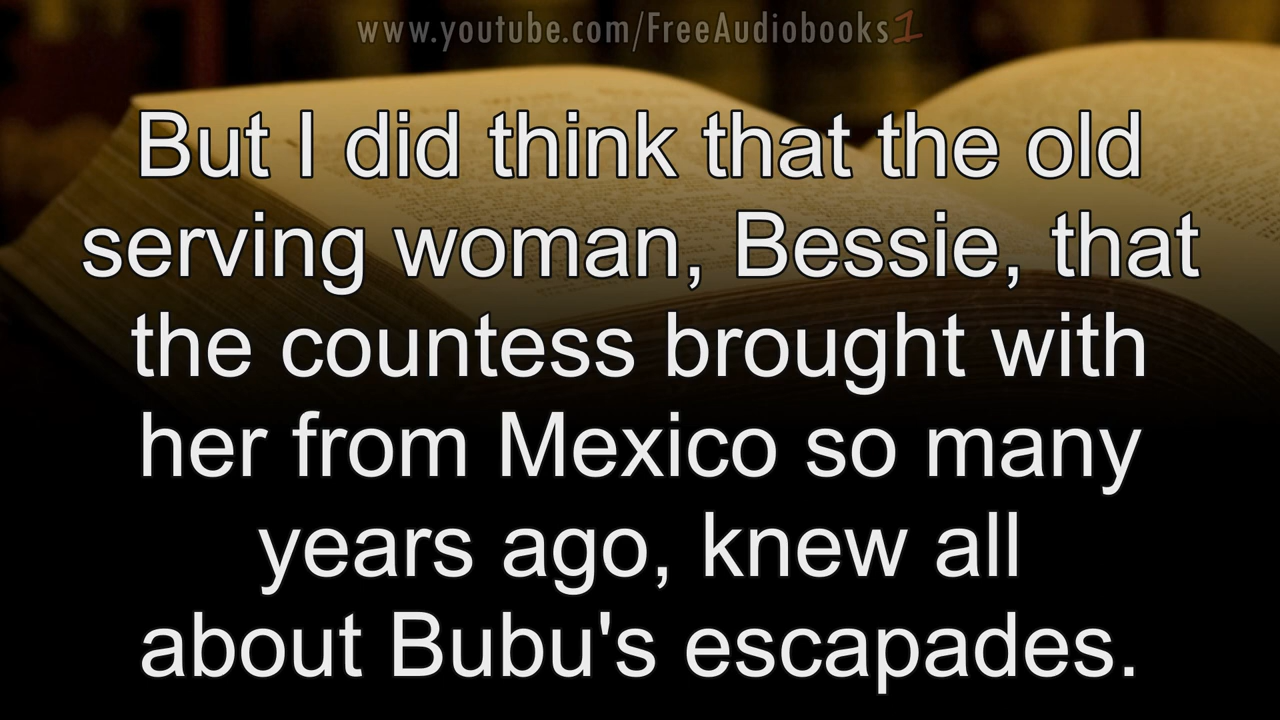 www.youtube.com/FreeAudiobooks1
But I did think that the old
serving woman, Bessie, that
the countess brought with
her from Mexico so many
years ago, knew all
about Bubu's escapades.